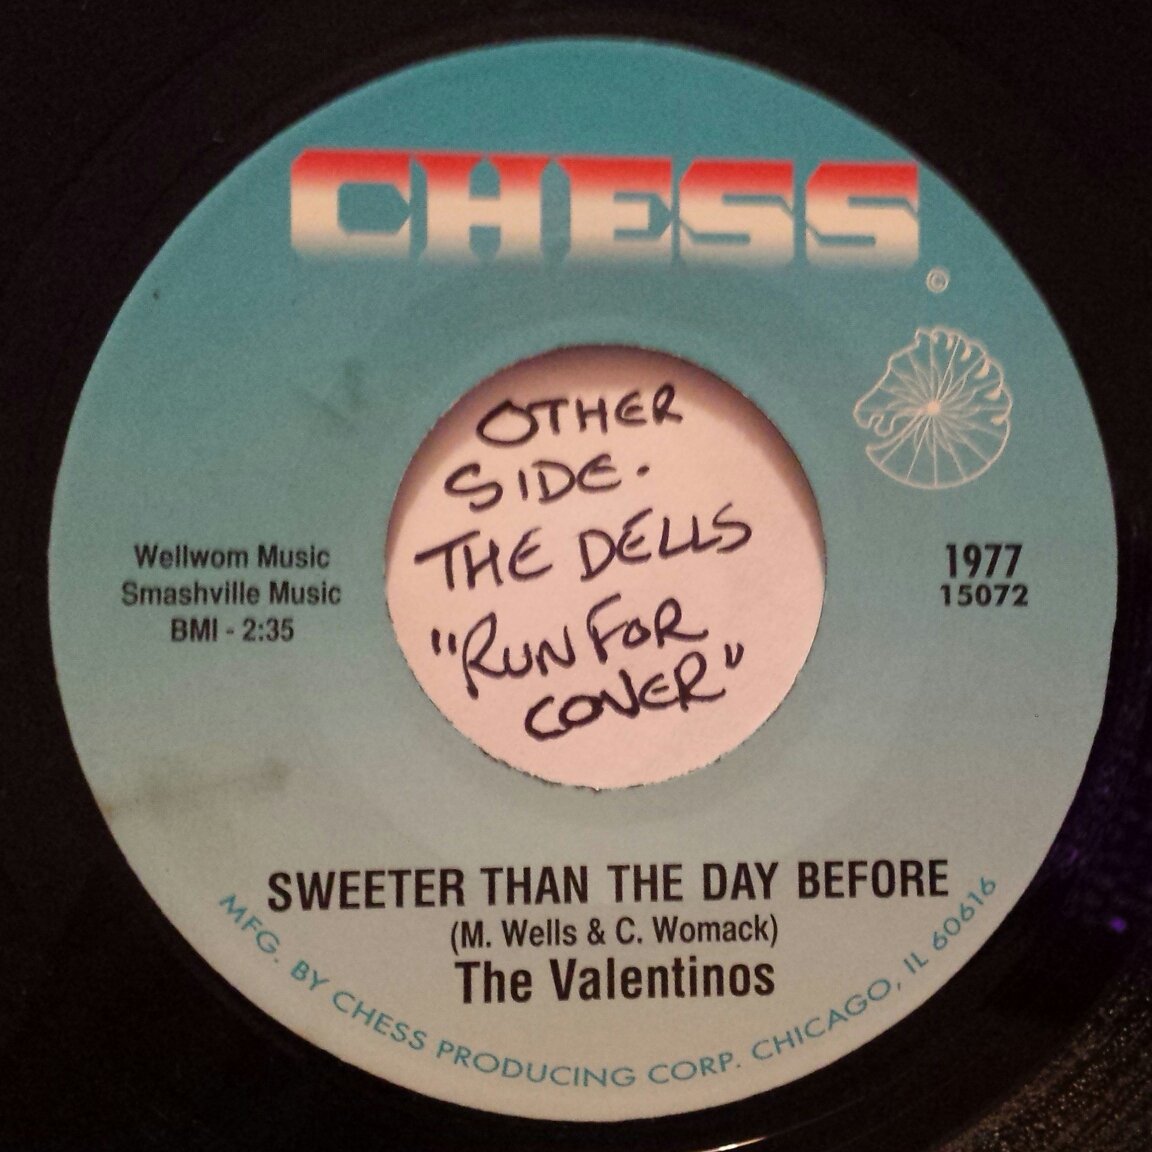 CHESS
©
OTHER
SIDE.
THE DELLS
"RUN FOR
COVER"
Wellwom Music
Smashville Music
BMI - 2:35
1977
15072
SWEETER THAN THE DAY BEFORE
(M. Wells & C. Womack)
The Valentinos
MFG. BY CHESS PRODUCING CORP. CHICAGO, IL 60616